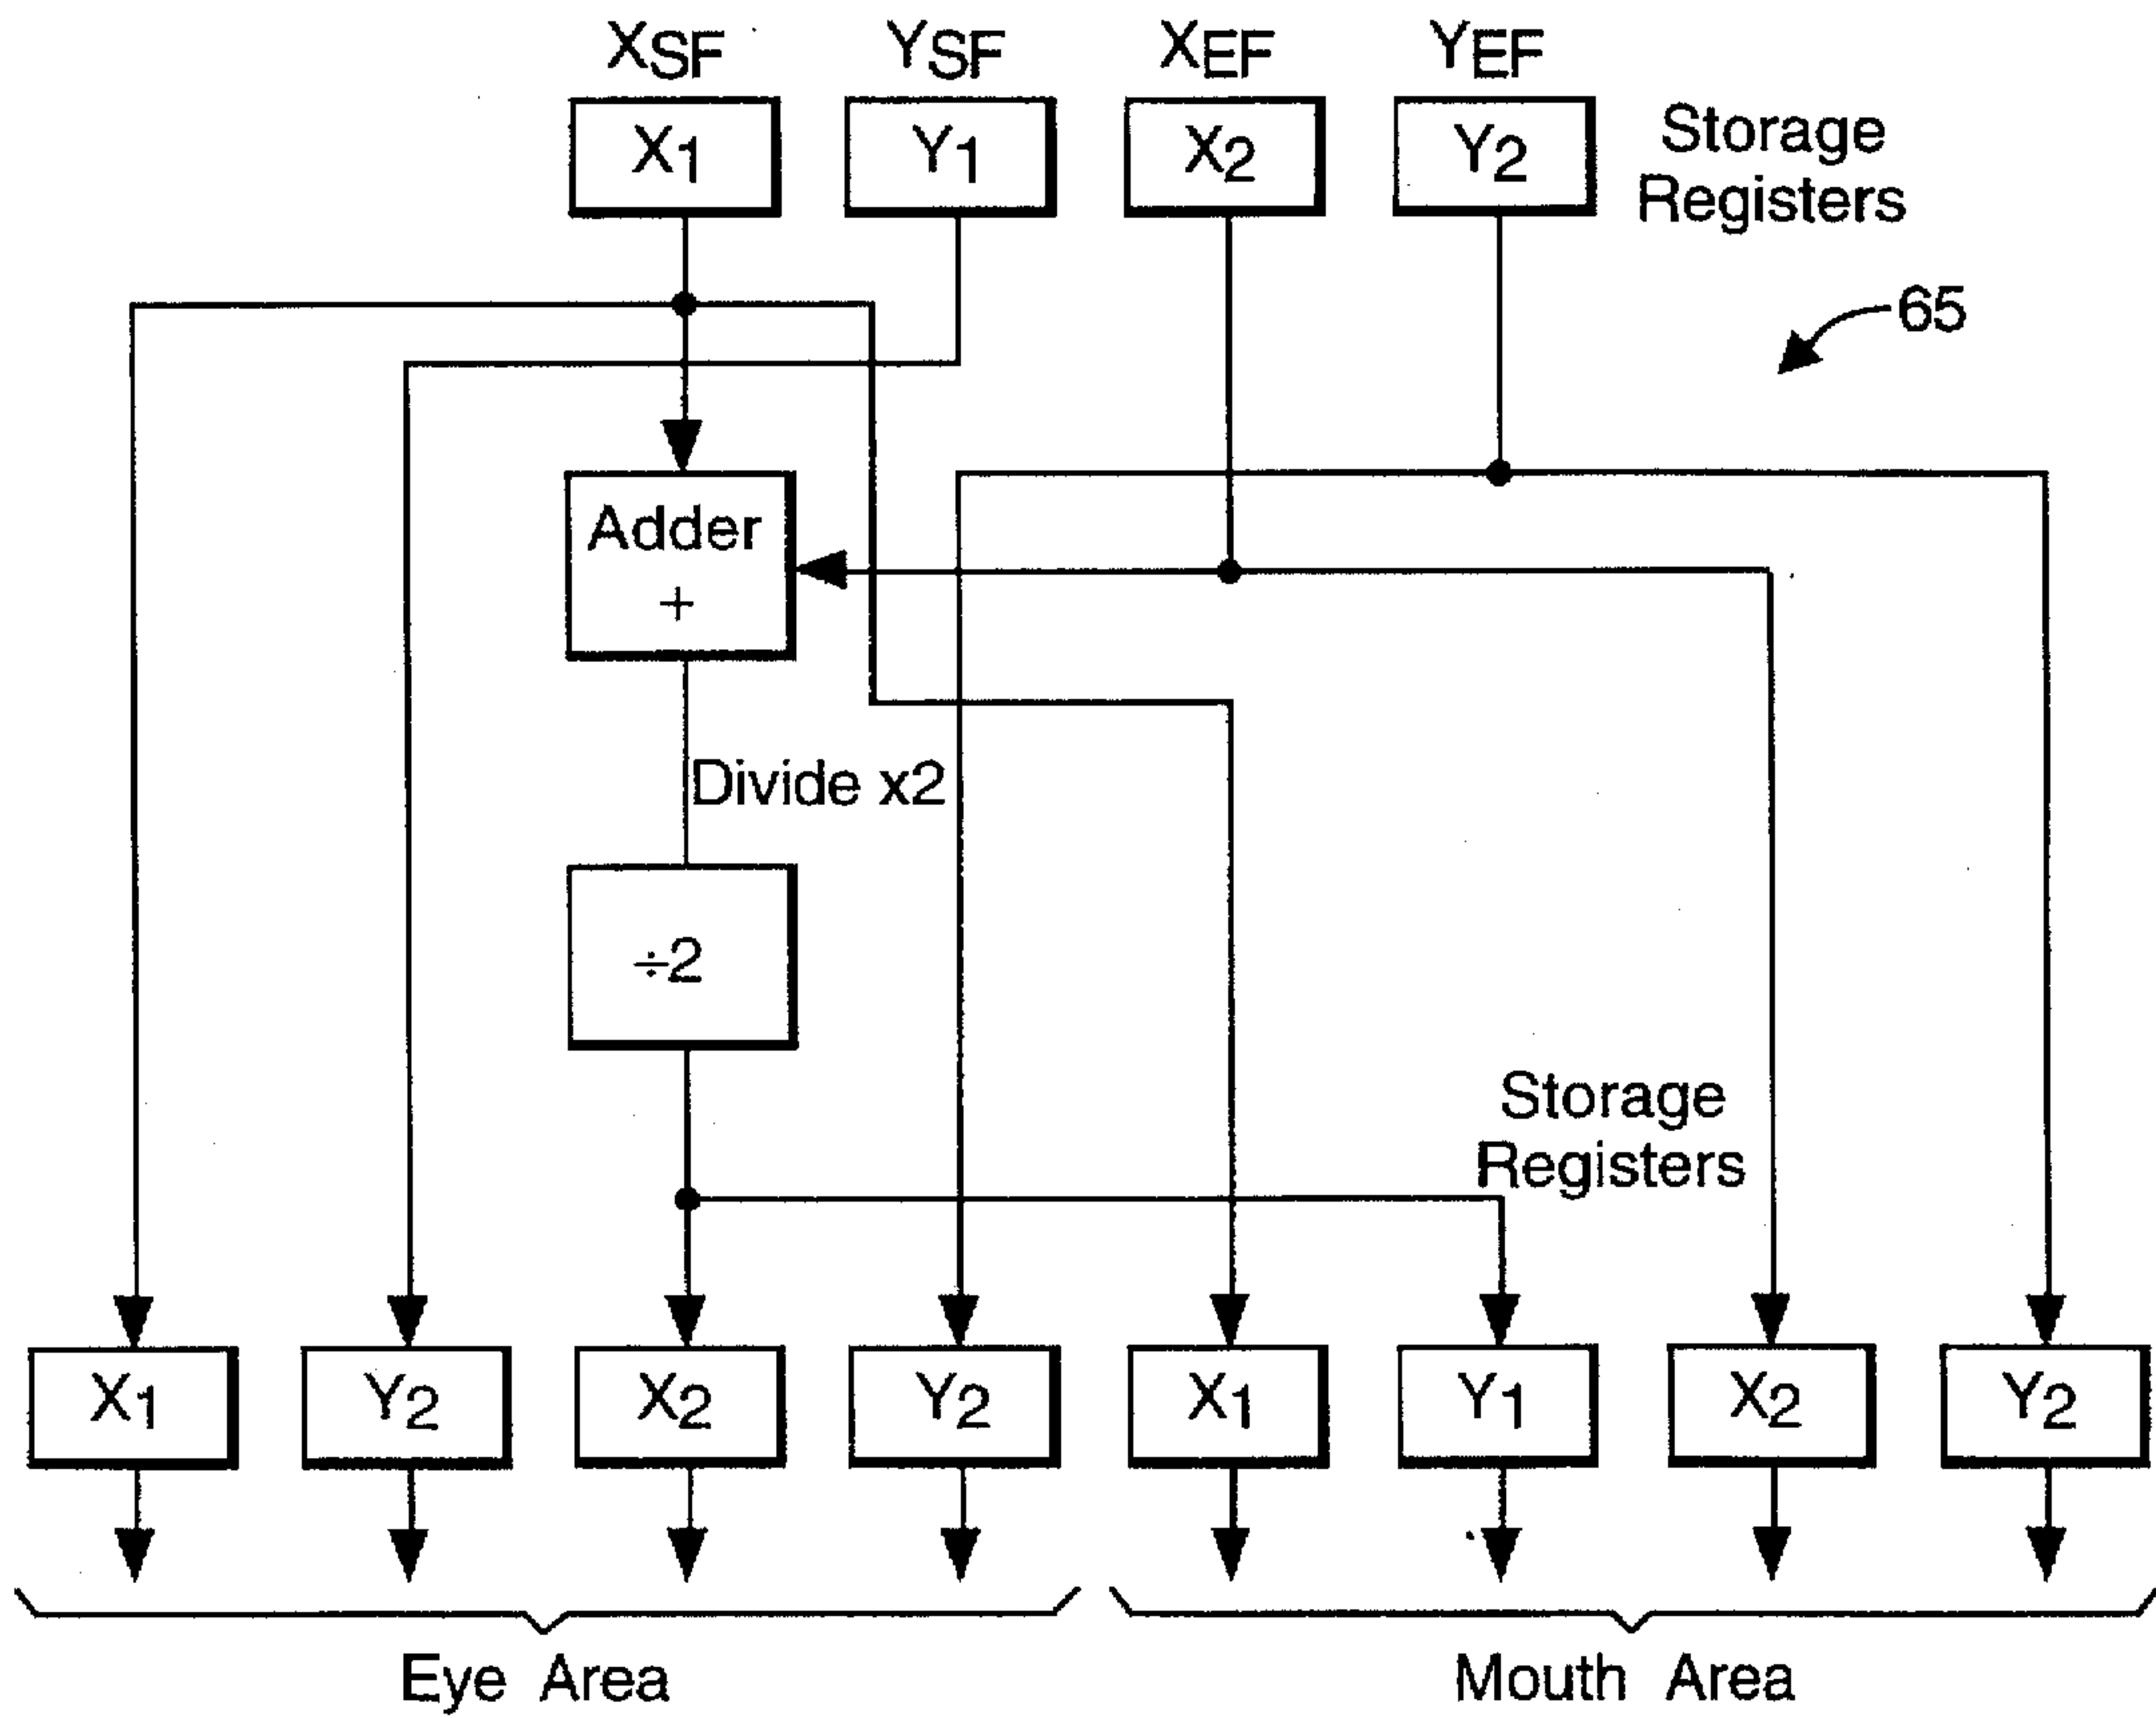 XSF YSF XEF YEF
X1 Y1 X2 Y2
Storage
Registers
65
Adder
+
Divide x2
÷2
Storage
Registers
X1 Y2 X2 Y2 X1 Y1 X2 Y2
Eye Area Mouth Area